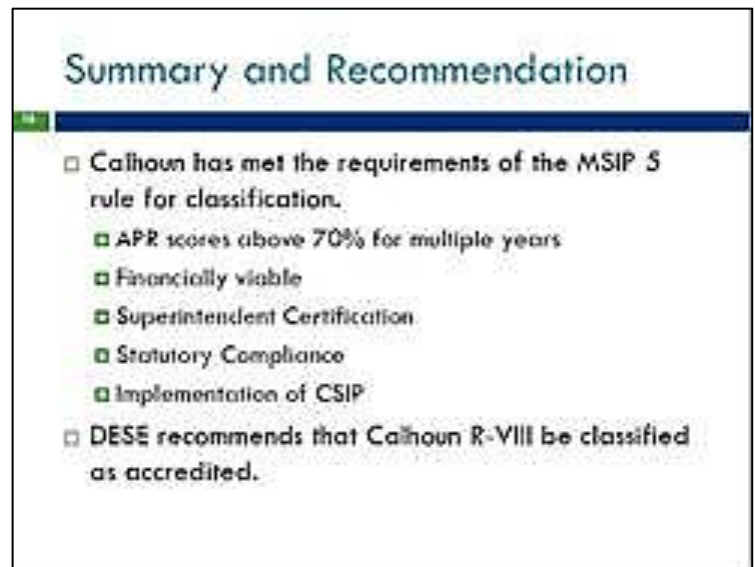 Summary and Recommendation
Calhoun has met the requirements of the MSIP 5
rule for classification.
APR scores above 70% for multiple years
Financially viable
Superintendent Certification
Statutory Compliance
Implementation of CSIP
DESE recommends that Calhoun R-VIII be classified
as accredited.